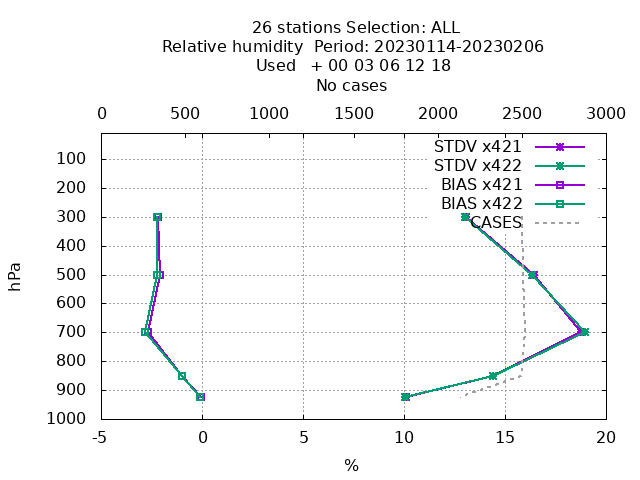 26 stations Selection: ALL
Relative humidity  Period: 20230114-20230206
Used   + 00 03 06 12 18
No cases
0 500 1000 1500 2000 2500 3000
STDV x421
STDV x422
BIAS x421
BIAS x422
CASES
100
200
300
400
500
600
700
800
900
1000
hPa
-5 0 5 10 15 20
%